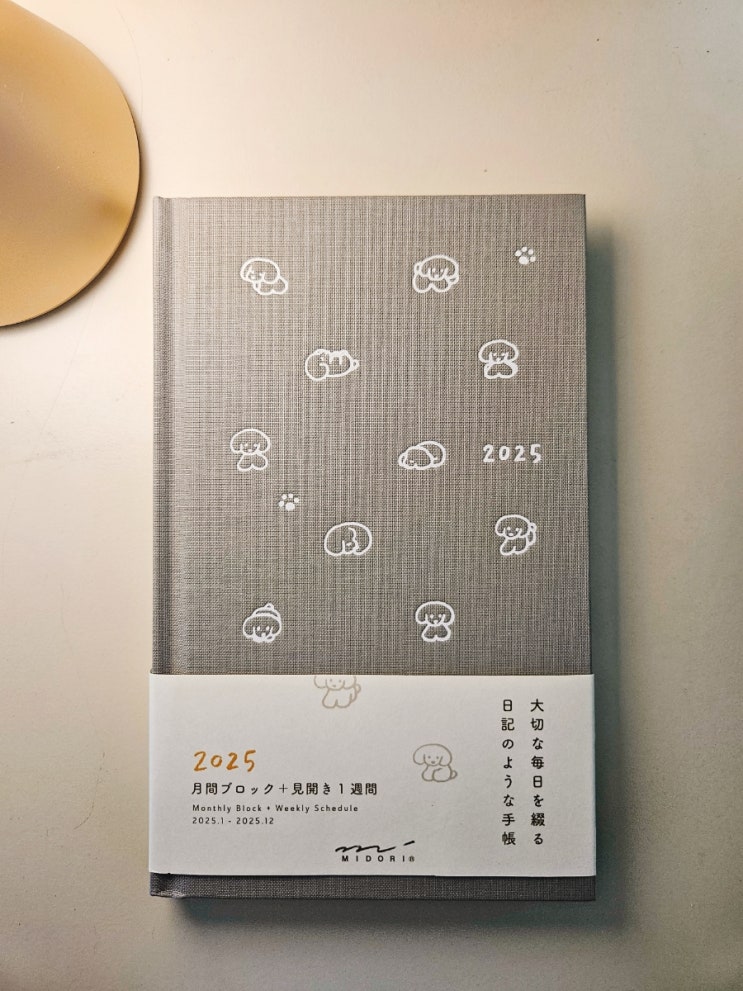 2025
2025
月間ブロック＋見開き1週間
Monthly Block + Weekly Schedule
2025.1 - 2025.12
大切な毎日を綴る
日記のような手帳
MIDORI®